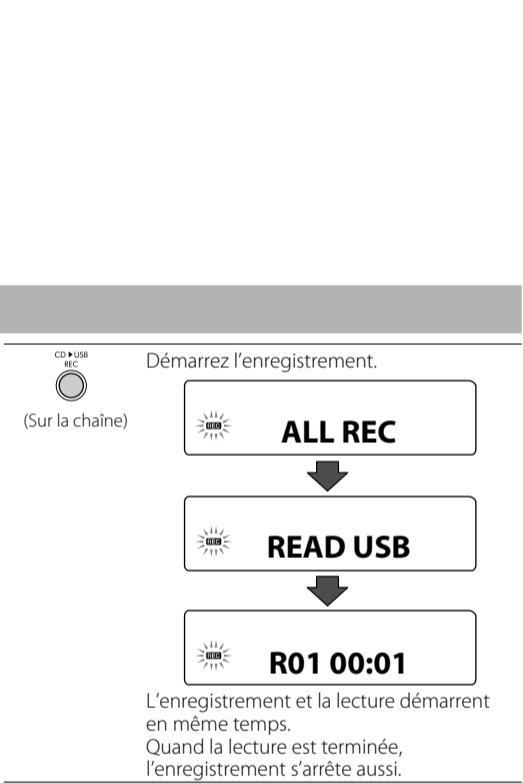 CD ▶ USB
REC
(Sur la chaîne)
Démarrez l’enregistrement.
REC
ALL REC
REC
READ USB
REC
R01 00:01
L’enregistrement et la lecture démarrent
en même temps.
Quand la lecture est terminée,
l’enregistrement s’arrête aussi.